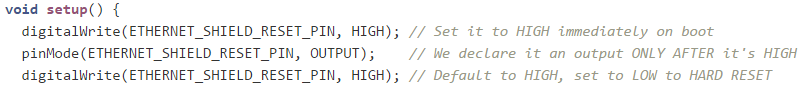 void setup() {
  digitalWrite(ETHERNET_SHIELD_RESET_PIN, HIGH); // Set it to HIGH immediately on boot
  pinMode(ETHERNET_SHIELD_RESET_PIN, OUTPUT);    // We declare it an output ONLY AFTER it's HIGH
  digitalWrite(ETHERNET_SHIELD_RESET_PIN, HIGH); // Default to HIGH, set to LOW to HARD RESET